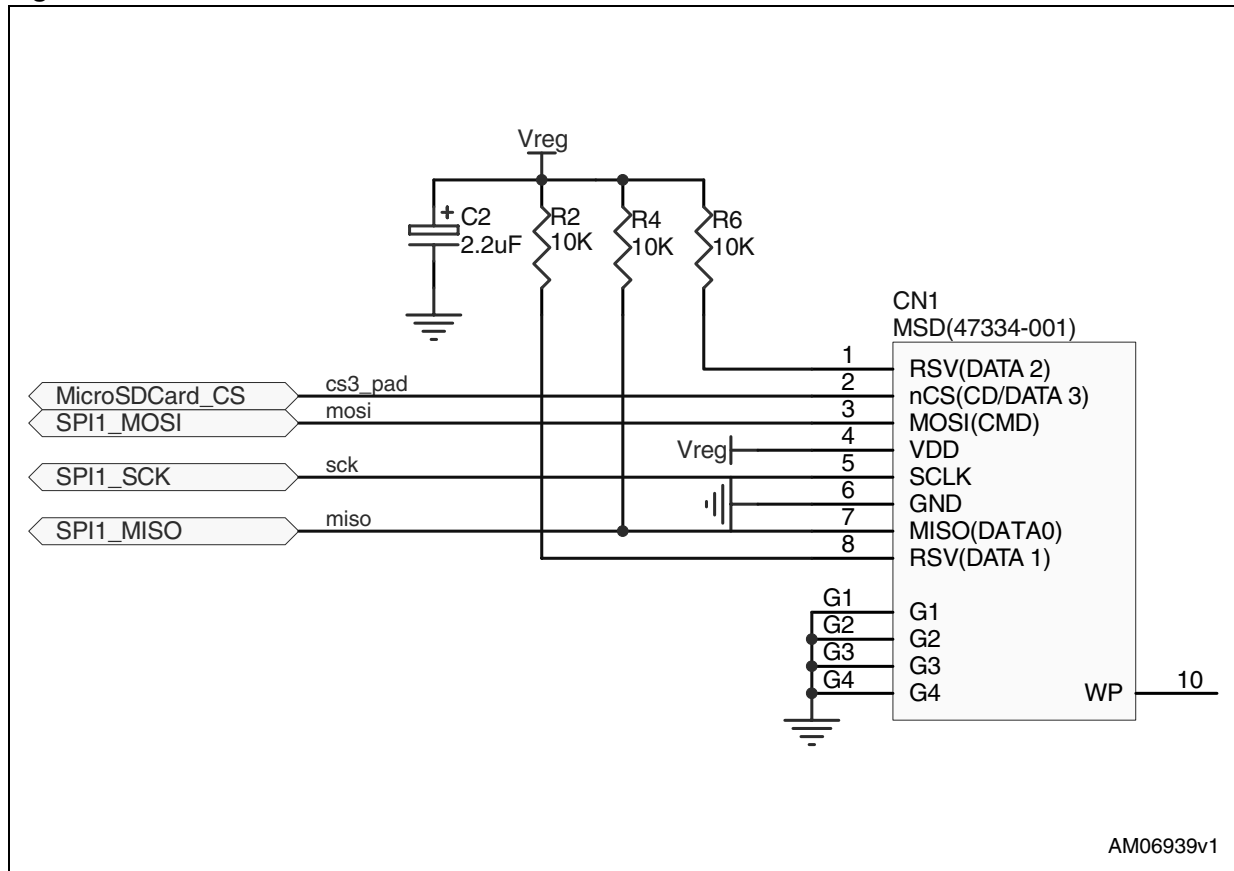 Vreg
C2
2.2uF
+
R2
10K
R4
10K
R6
10K
CN1
MSD(47334-001)
MicroSDCard_CS
cs3_pad
SPI1_MOSI
mosi
SPI1_SCK
sck
SPI1_MISO
miso
Vreg
1
RSV(DATA 2)
2
nCS(CD/DATA 3)
3
MOSI(CMD)
4
VDD
5
SCLK
6
GND
7
MISO(DATA0)
8
RSV(DATA 1)
G1
G1
G2
G2
G3
G3
G4
G4
WP
10
AM06939v1